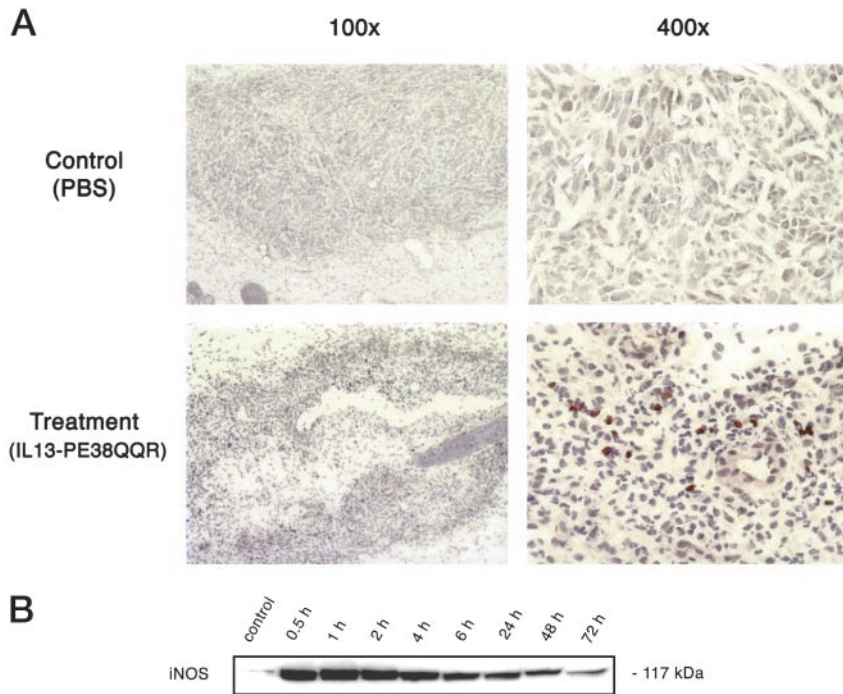 A
100x
400x
Control
(PBS)
Treatment
(IL13-PE38QQR)
B
control
0.5 h
1 h
2 h
4 h
6 h
24 h
48 h
72 h
iNOS
- 117 kDa